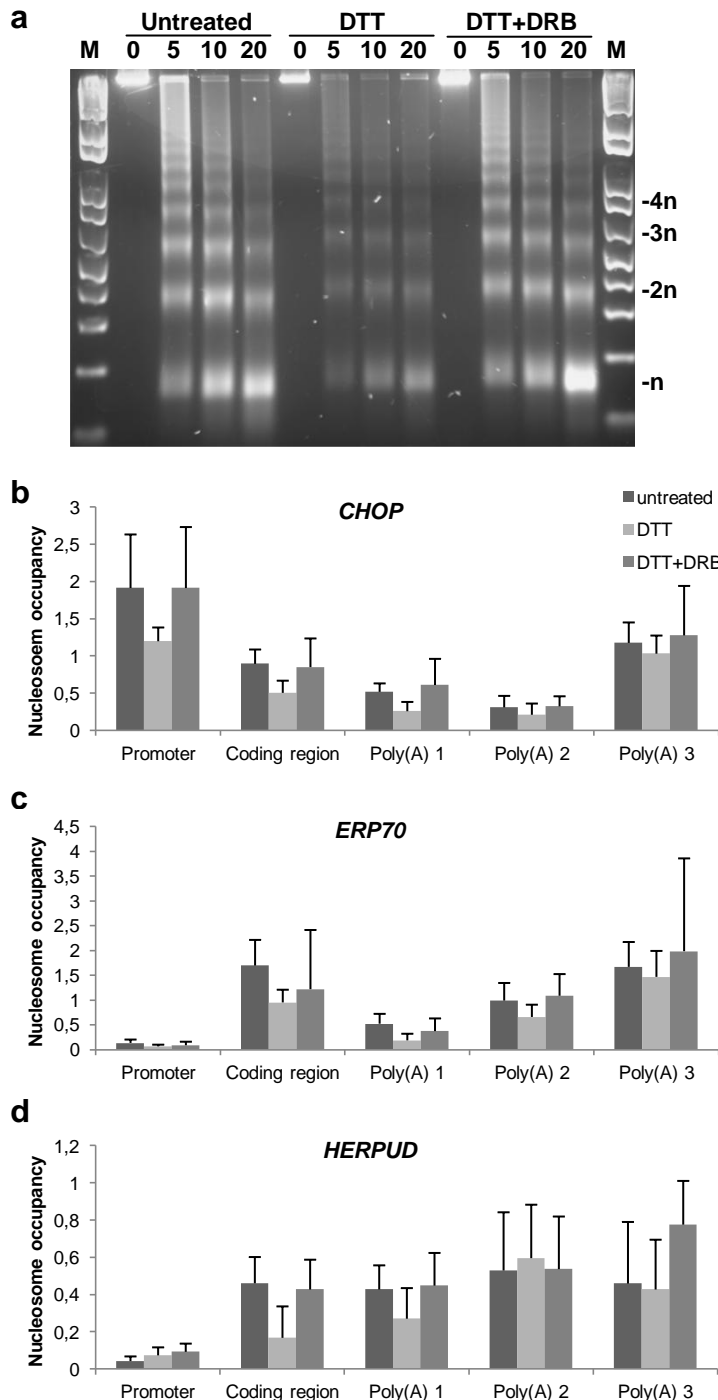 a
Untreated DTT DTT+DRB
M 0 5 10 20 0 5 10 20 0 5 10 20 M
-4n
-3n
-2n
-n
b
CHOP
Nucleosoem occupancy
3
2,5
2
1,5
1
0,5
0
untreated
DTT
DTT+DRB
Promoter Coding region Poly(A) 1 Poly(A) 2 Poly(A) 3
c
ERP70
Nucleosome occupancy
4,5
4
3,5
3
2,5
2
1,5
1
0,5
0
Promoter Coding region Poly(A) 1 Poly(A) 2 Poly(A) 3
d
HERPUD
Nucleosome occupancy
1,2
1
0,8
0,6
0,4
0,2
0
Promoter Coding region Poly(A) 1 Poly(A) 2 Poly(A) 3